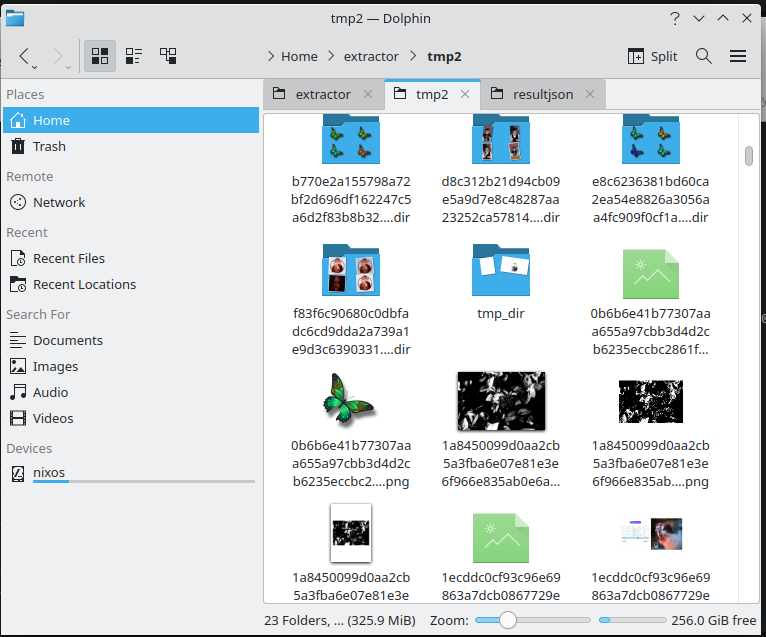 tmp2 — Dolphin
Home extractor tmp2
Split
Places
Home
Trash
Remote
Network
Recent
Recent Files
Recent Locations
Search For
Documents
Images
Audio
Videos
Devices
nixos
extractor tmp2 resultjson
b770e2a155798a72
bf2d696df162247c5
a6d2f83b8b32....dir
d8c312b21d94cb09
e5a9d7e8c48287aa
23252ca57814....dir
e8c6236381bd60ca
2ea54e8826a3056a
a4fc909f0cf1a....dir
f83f6c90680c0dbfa
dc6cd9dda2a739a1
e9d3c6390331....dir
tmp_dir
0b6b6e41b77307aa
a655a97cbb3d4d2c
b6235eccbc2861f...
0b6b6e41b77307aa
a655a97cbb3d4d2c
b6235eccbc2....png
1a8450099d0aa2cb
5a3fba6e07e81e3e
6f966e835ab0e6a...
1a8450099d0aa2cb
5a3fba6e07e81e3e
6f966e835ab....png
1a8450099d0aa2cb
5a3fba6e07e81e3e
1ecddc0cf93c96e69
863a7dcb0867729e
1ecddc0cf93c96e69
863a7dcb0867729e
23 Folders, ... (325.9 MiB) Zoom: 256.0 GiB free